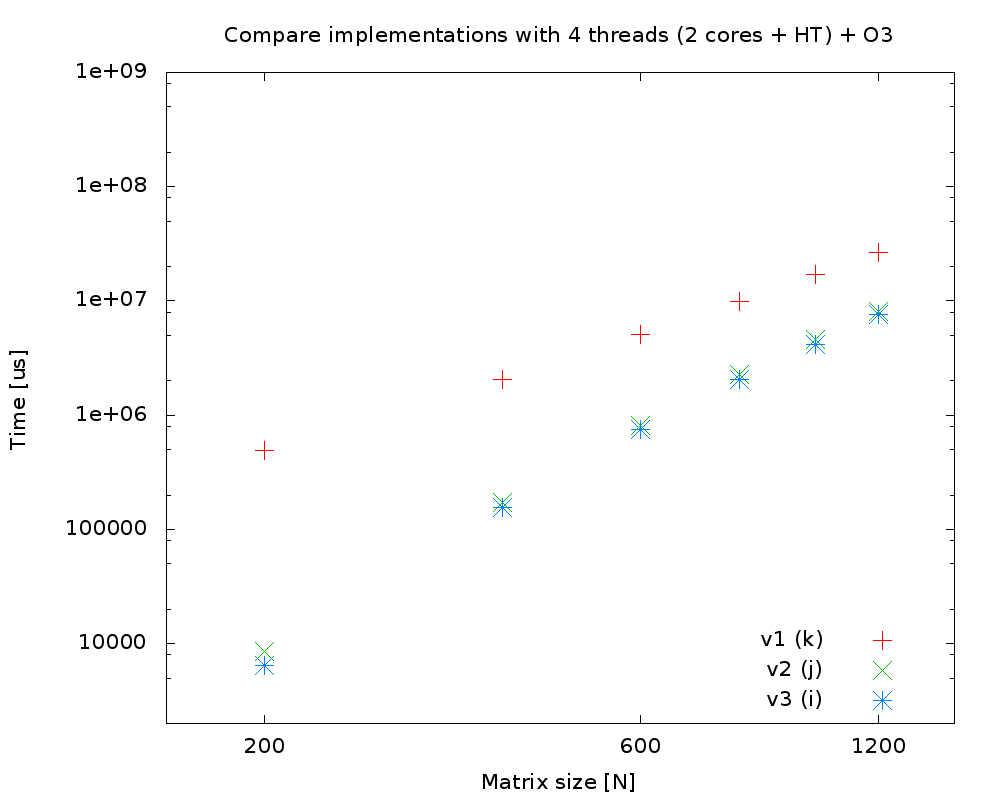 Compare implementations with 4 threads (2 cores + HT) + O3
1e+09
1e+08
1e+07
1e+06
100000
10000
Time [us]
v1 (k)
v2 (j)
v3 (i)
200
600
1200
Matrix size [N]